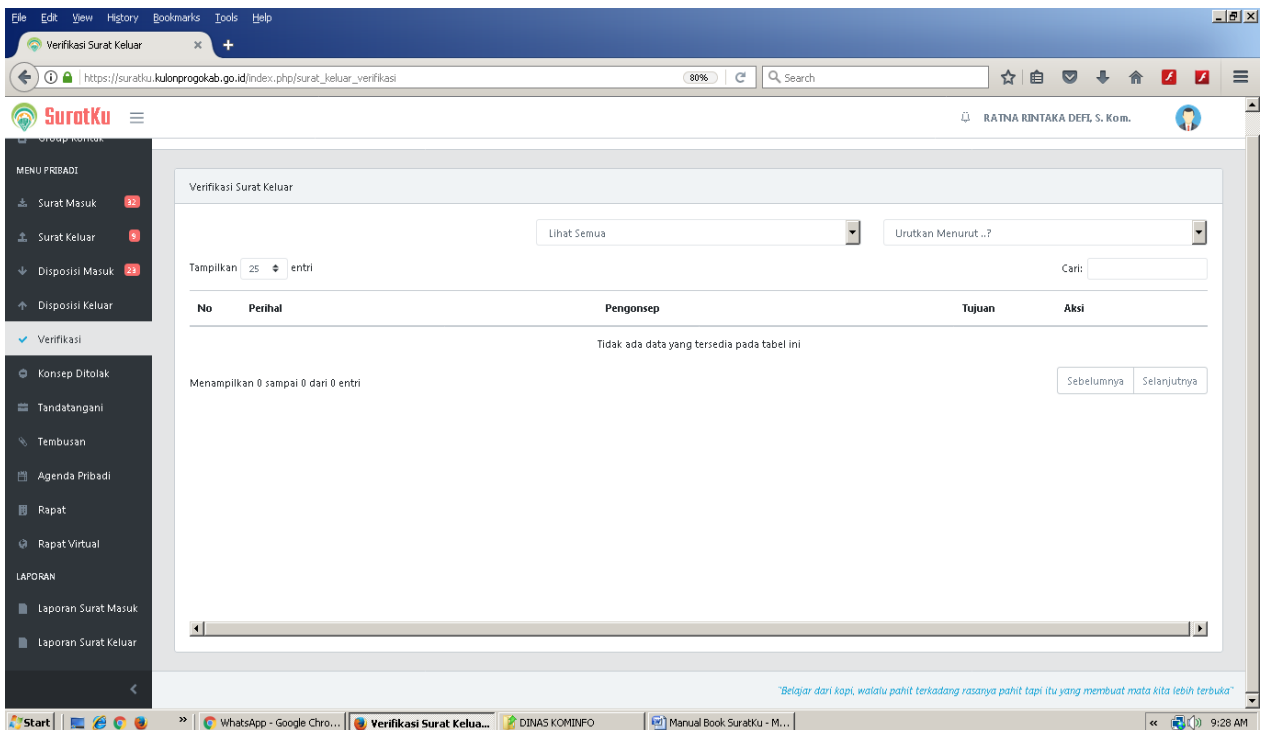 File Edit View History Bookmarks Tools Help
Verifikasi Surat Keluar
https://suratku.kulonprogokab.go.id/index.php/surat_keluar_verifikasi 80% Search
SuratKu RATNA RINTAKA DEFI, S. Kom.
Group Kontak
MENU PRIBADI
Surat Masuk 32
Surat Keluar 9
Disposisi Masuk 23
Disposisi Keluar
Verifikasi
Konsep Ditolak
Tandatangani
Tembusan
Agenda Pribadi
Rapat
Rapat Virtual
LAPORAN
Laporan Surat Masuk
Laporan Surat Keluar
Verifikasi Surat Keluar
Lihat Semua Urutkan Menurut ..?
Tampilkan 25 entri Cari:
No Perihal Pengonsep Tujuan Aksi
Tidak ada data yang tersedia pada tabel ini
Menampilkan 0 sampai 0 dari 0 entri Sebelumnya Selanjutnya
"Belajar dari kopi, walalu pahit terkadang rasanya pahit tapi itu yang membuat mata kita lebih terbuka"
Start WhatsApp - Google Chro... Verifikasi Surat Kelua... DINAS KOMINFO Manual Book SuratKu - M... 9:28 AM